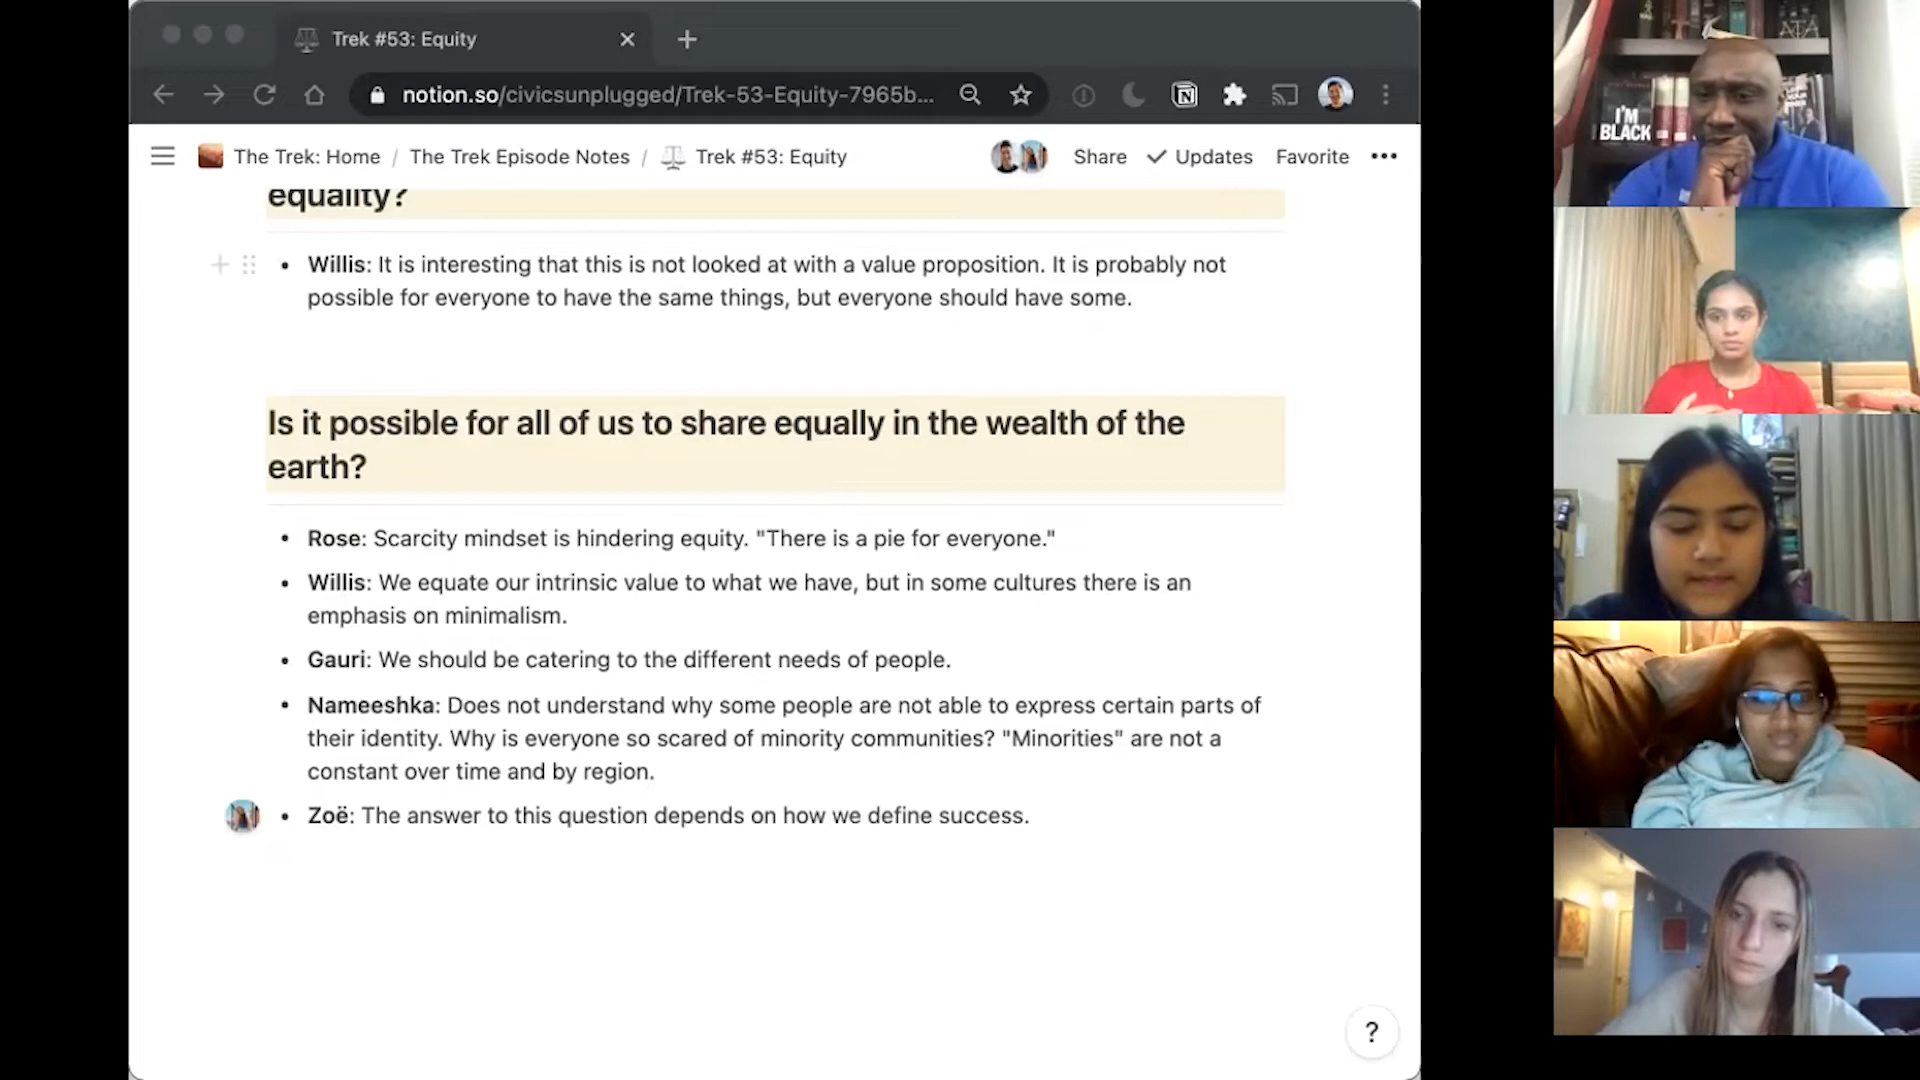 Trek #53: Equity
notion.so/civicsunplugged/Trek-53-Equity-7965b...
The Trek: Home / The Trek Episode Notes / Trek #53: Equity
Share Updates Favorite
equality?
Willis: It is interesting that this is not looked at with a value proposition. It is probably not
possible for everyone to have the same things, but everyone should have some.
Is it possible for all of us to share equally in the wealth of the
earth?
Rose: Scarcity mindset is hindering equity. "There is a pie for everyone."
Willis: We equate our intrinsic value to what we have, but in some cultures there is an
emphasis on minimalism.
Gauri: We should be catering to the different needs of people.
Nameeshka: Does not understand why some people are not able to express certain parts of
their identity. Why is everyone so scared of minority communities? "Minorities" are not a
constant over time and by region.
Zoë: The answer to this question depends on how we define success.
?
I'M
BLACK